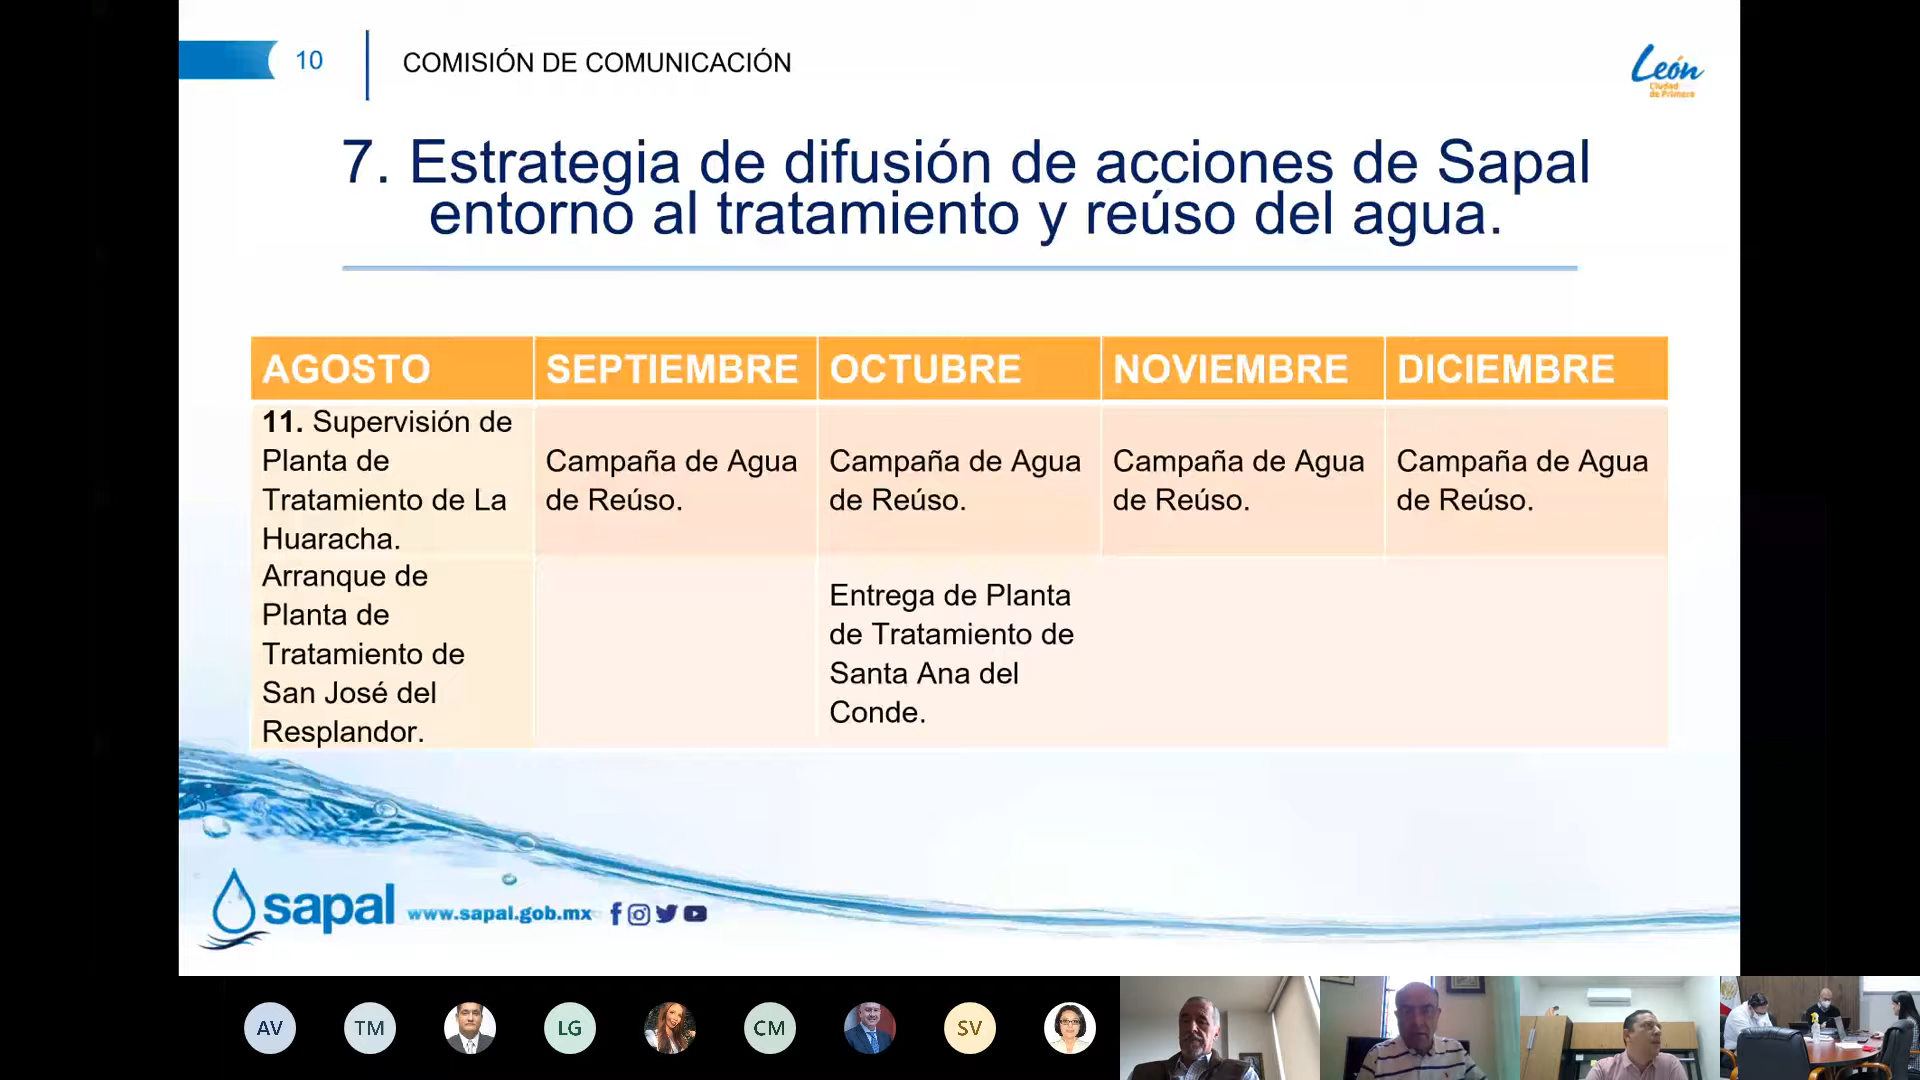 10
COMISIÓN DE COMUNICACIÓN
León
Ciudad
de Primera
7. Estrategia de difusión de acciones de Sapal
entorno al tratamiento y reúso del agua.
AGOSTO
SEPTIEMBRE
OCTUBRE
NOVIEMBRE
DICIEMBRE
11. Supervisión de
Planta de
Tratamiento de La
Huaracha.
Campaña de Agua
de Reúso.
Campaña de Agua
de Reúso.
Campaña de Agua
de Reúso.
Campaña de Agua
de Reúso.
Arranque de
Planta de
Tratamiento de
San José del
Resplandor.
Entrega de Planta
de Tratamiento de
Santa Ana del
Conde.
sapal www.sapal.gob.mx
AV
TM
LG
CM
SV